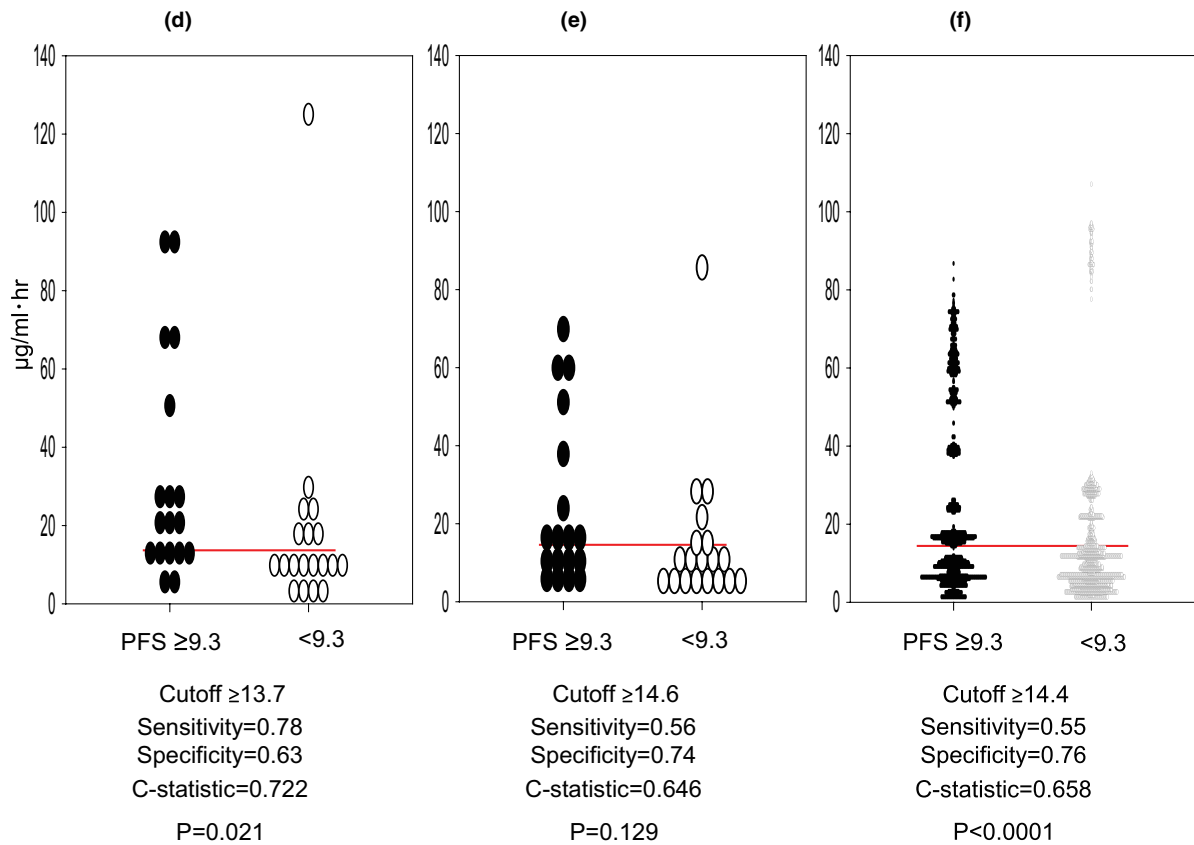 (d) (e) (f)
140 140 140
120 120 120
100 100 100
80 80 80
60 60 60
40 40 40
20 20 20
0 0 0
µg/ml·hr
PFS ≥9.3 <9.3 PFS ≥9.3 <9.3 PFS ≥9.3 <9.3
Cutoff ≥13.7 Cutoff ≥14.6 Cutoff ≥14.4
Sensitivity=0.78 Sensitivity=0.56 Sensitivity=0.55
Specificity=0.63 Specificity=0.74 Specificity=0.76
C-statistic=0.722 C-statistic=0.646 C-statistic=0.658
P=0.021 P=0.129 P<0.0001